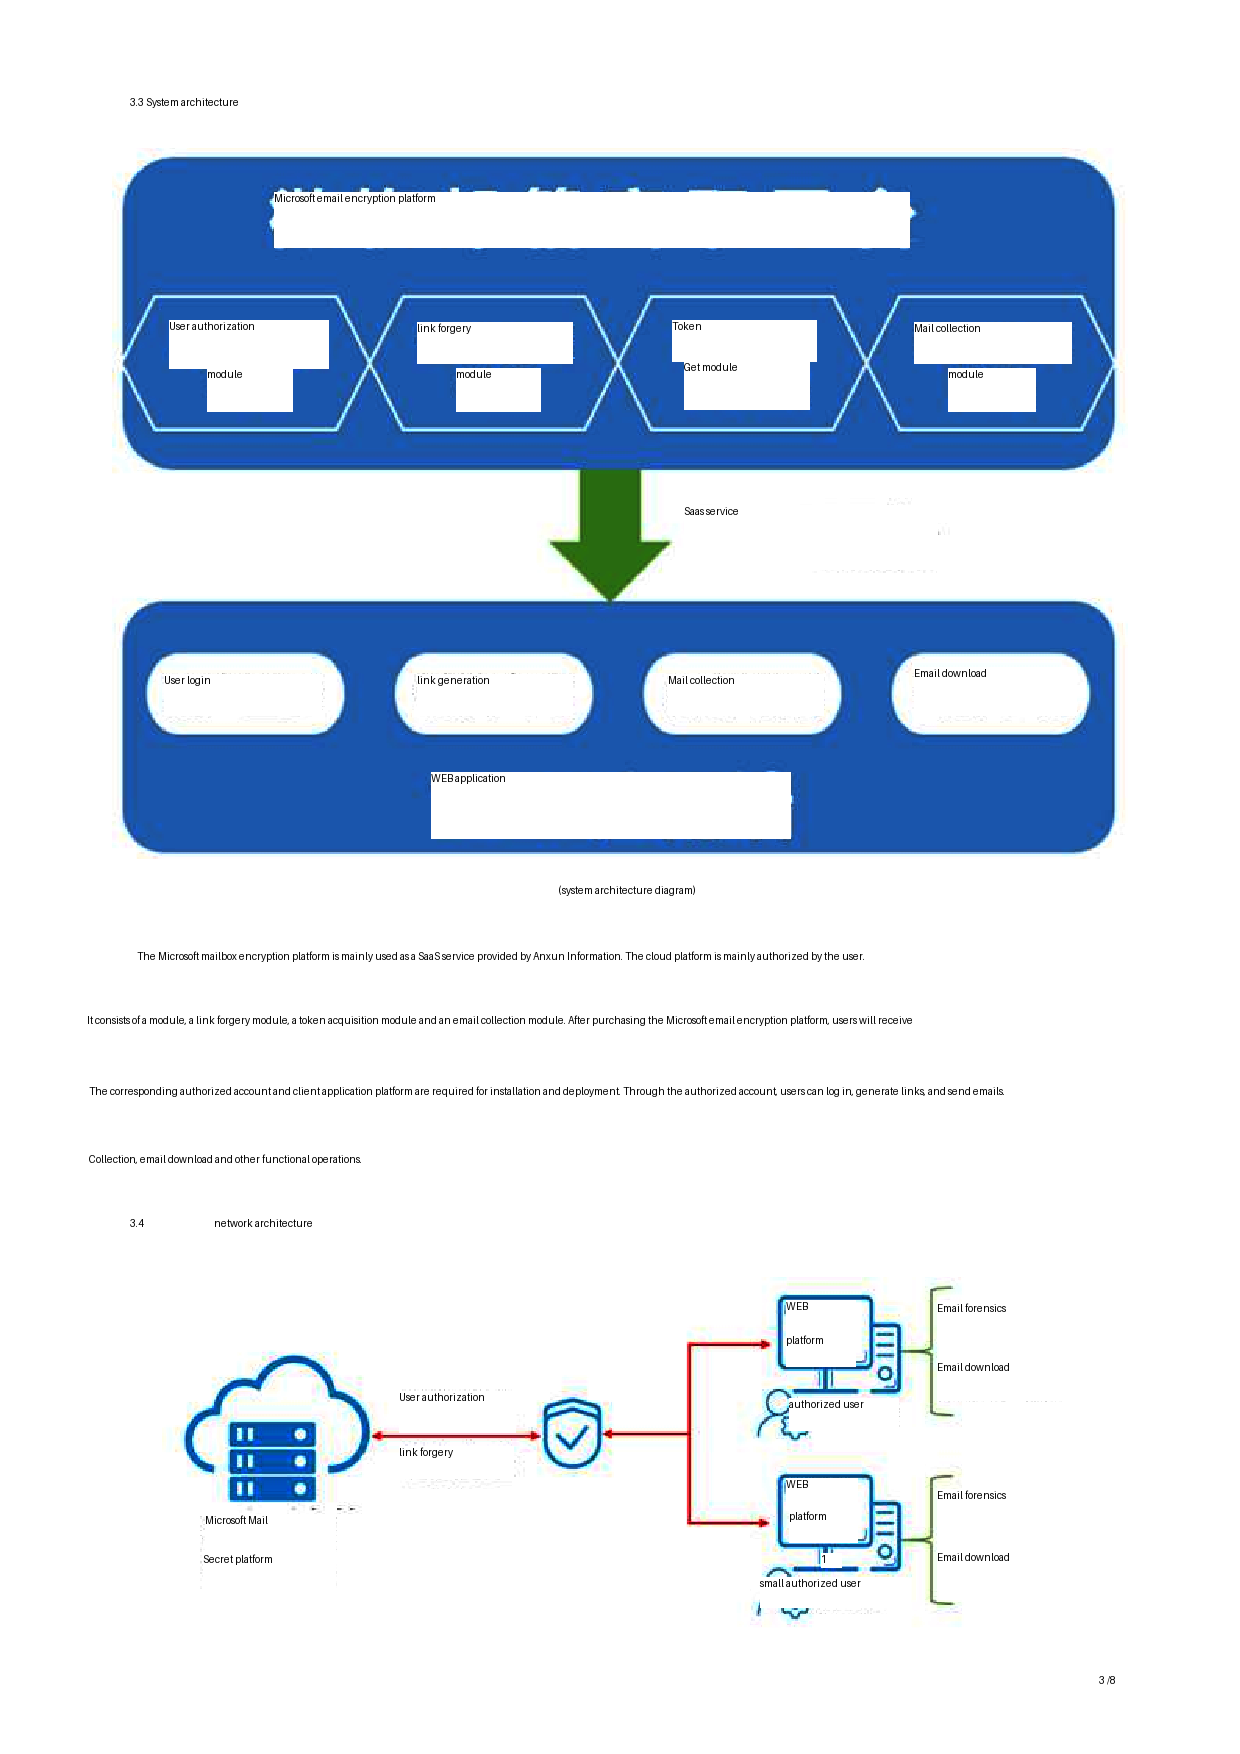 3.3 System architecture
Microsoft email encryption platform
User authorization
module
link forgery
module
Token
Get module
Mail collection
module
Saas service
User login
link generation
Mail collection
Email download
WEB application
(system architecture diagram)
The Microsoft mailbox encryption platform is mainly used as a SaaS service provided by Anxun Information. The cloud platform is mainly authorized by the user.
It consists of a module, a link forgery module, a token acquisition module and an email collection module. After purchasing the Microsoft email encryption platform, users will receive
The corresponding authorized account and client application platform are required for installation and deployment. Through the authorized account, users can log in, generate links, and send emails.
Collection, email download and other functional operations.
3.4 network architecture
User authorization
link forgery
Microsoft Mail
Secret platform
WEB
platform
authorized user
Email forensics
Email download
WEB
platform
1
small authorized user
Email forensics
Email download
3 /8